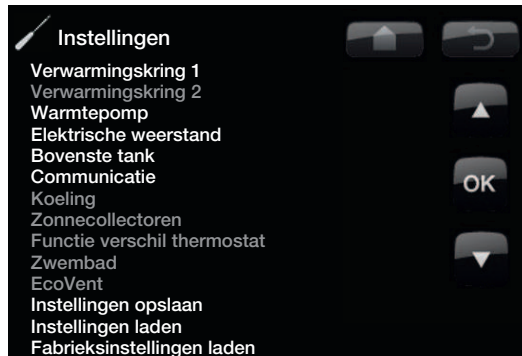 Instellingen
Verwarmingskring 1
Verwarmingskring 2
Warmtepomp
Elektrische weerstand
Bovenste tank
Communicatie
OK
Koeling
Zonnecollectoren
Functie verschil thermostat
Zwembad
EcoVent
Instellingen opslaan
Instellingen laden
Fabrieksinstellingen laden